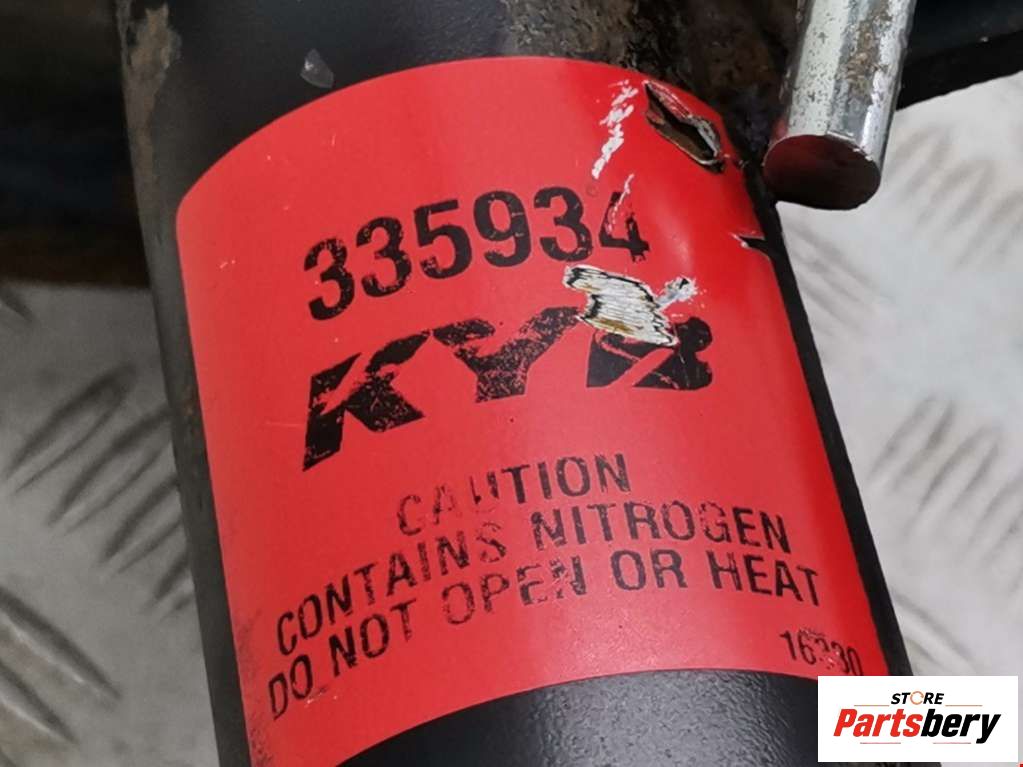 335934
KYB
CAUTION
CONTAINS NITROGEN
DO NOT OPEN OR HEAT
STORE
Partsbery